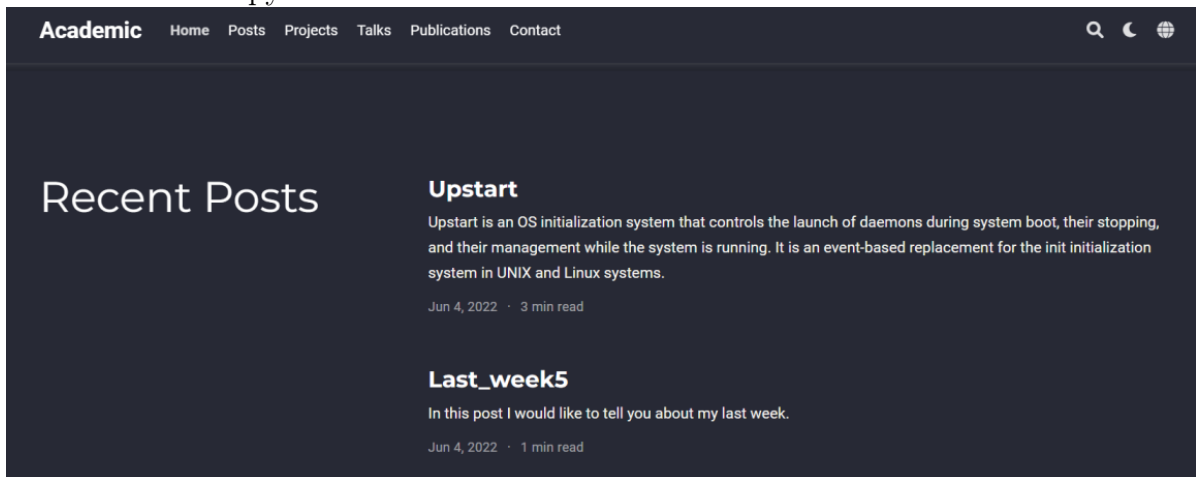 Academic Home Posts Projects Talks Publications Contact
Recent Posts
Upstart
Upstart is an OS initialization system that controls the launch of daemons during system boot, their stopping,
and their management while the system is running. It is an event-based replacement for the init initialization
system in UNIX and Linux systems.
Jun 4, 2022 · 3 min read
Last_week5
In this post I would like to tell you about my last week.
Jun 4, 2022 · 1 min read